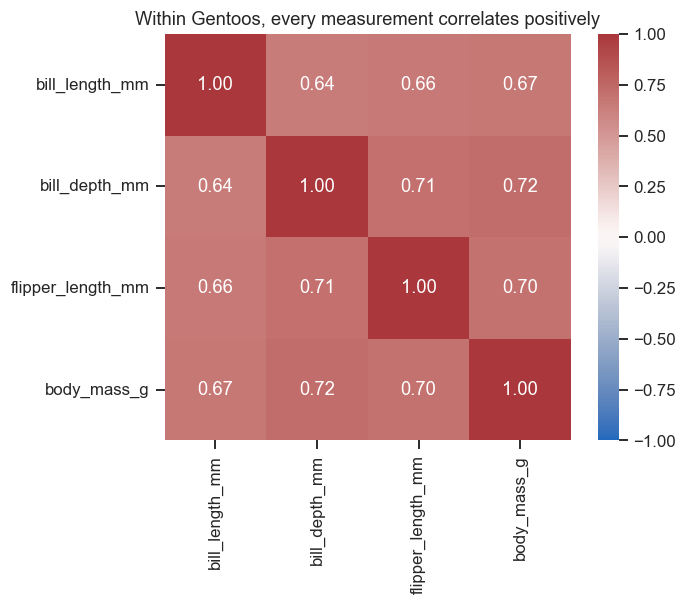 Within Gentoos, every measurement correlates positively
bill_length_mm 1.00 0.64 0.66 0.67
bill_depth_mm 0.64 1.00 0.71 0.72
flipper_length_mm 0.66 0.71 1.00 0.70
body_mass_g 0.67 0.72 0.70 1.00
bill_length_mm
bill_depth_mm
flipper_length_mm
body_mass_g
1.00
0.75
0.50
0.25
0.00
−0.25
−0.50
−0.75
−1.00